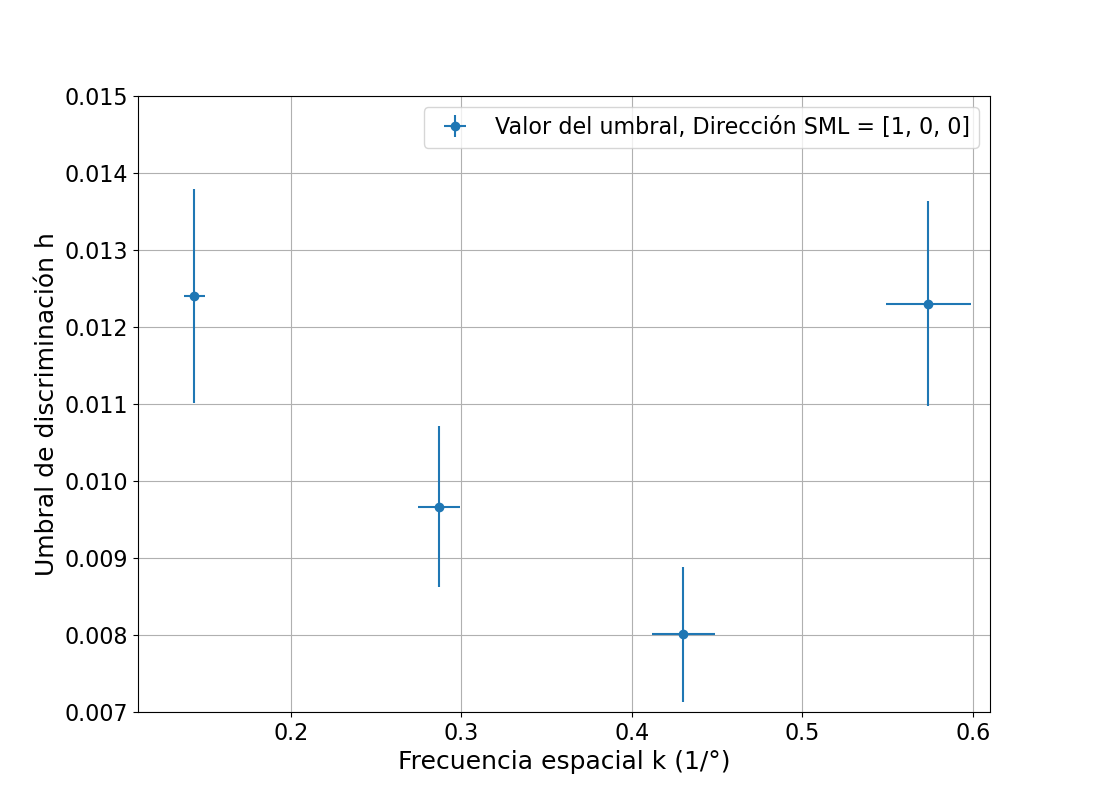 0.015
Valor del umbral, Dirección SML = [1, 0, 0]
0.014
0.013
0.012
0.011
0.010
0.009
0.008
0.007
Umbral de discriminación h
0.2 0.3 0.4 0.5 0.6
Frecuencia espacial k (1/°)